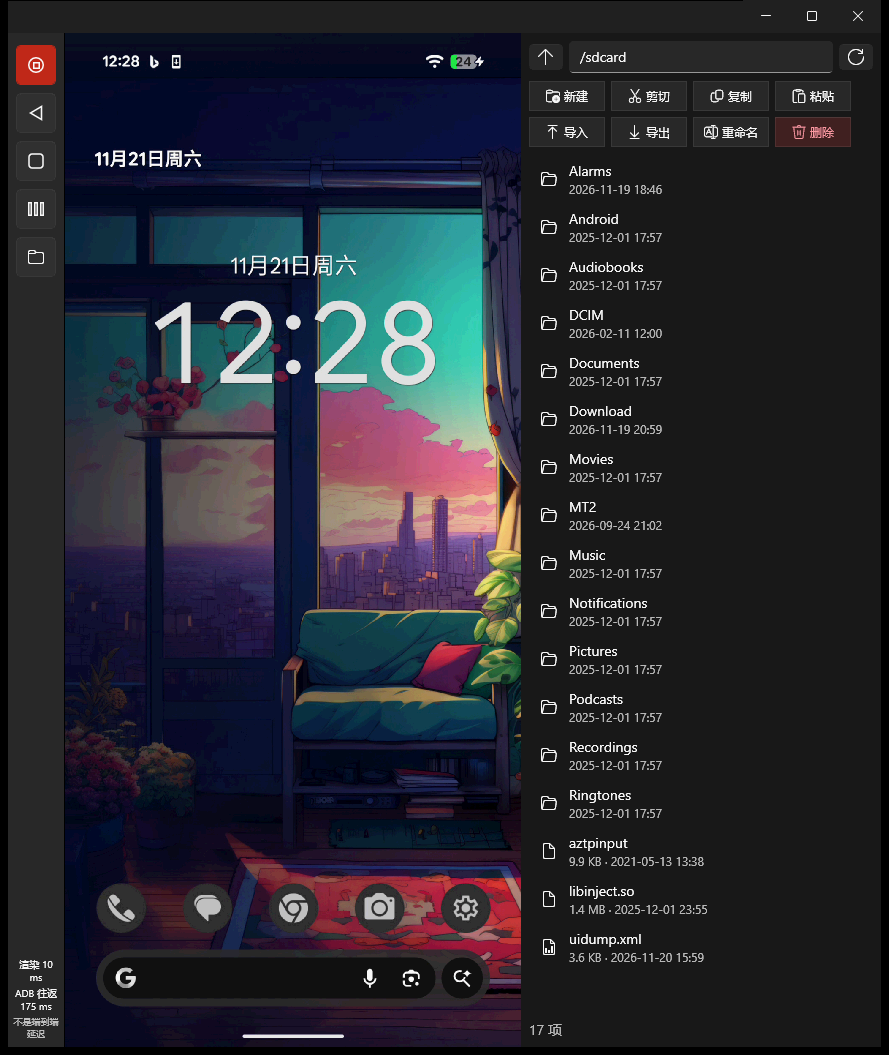 /sdcard
新建
剪切
复制
粘贴
导入
导出
重命名
删除
12:28
24
11月21日周六
11月21日周六
12:28
G
Alarms
2026-11-19 18:46
Android
2025-12-01 17:57
Audiobooks
2025-12-01 17:57
DCIM
2026-02-11 12:00
Documents
2025-12-01 17:57
Download
2026-11-19 20:59
Movies
2025-12-01 17:57
MT2
2026-09-24 21:02
Music
2025-12-01 17:57
Notifications
2025-12-01 17:57
Pictures
2025-12-01 17:57
Podcasts
2025-12-01 17:57
Recordings
2025-12-01 17:57
Ringtones
2025-12-01 17:57
aztpinput
9.9 KB · 2021-05-13 13:38
libinject.so
1.4 MB · 2025-12-01 23:55
uidump.xml
3.6 KB · 2026-11-20 15:59
17 项
渲染 10
ms
ADB 往返
175 ms
不是端到端
延迟